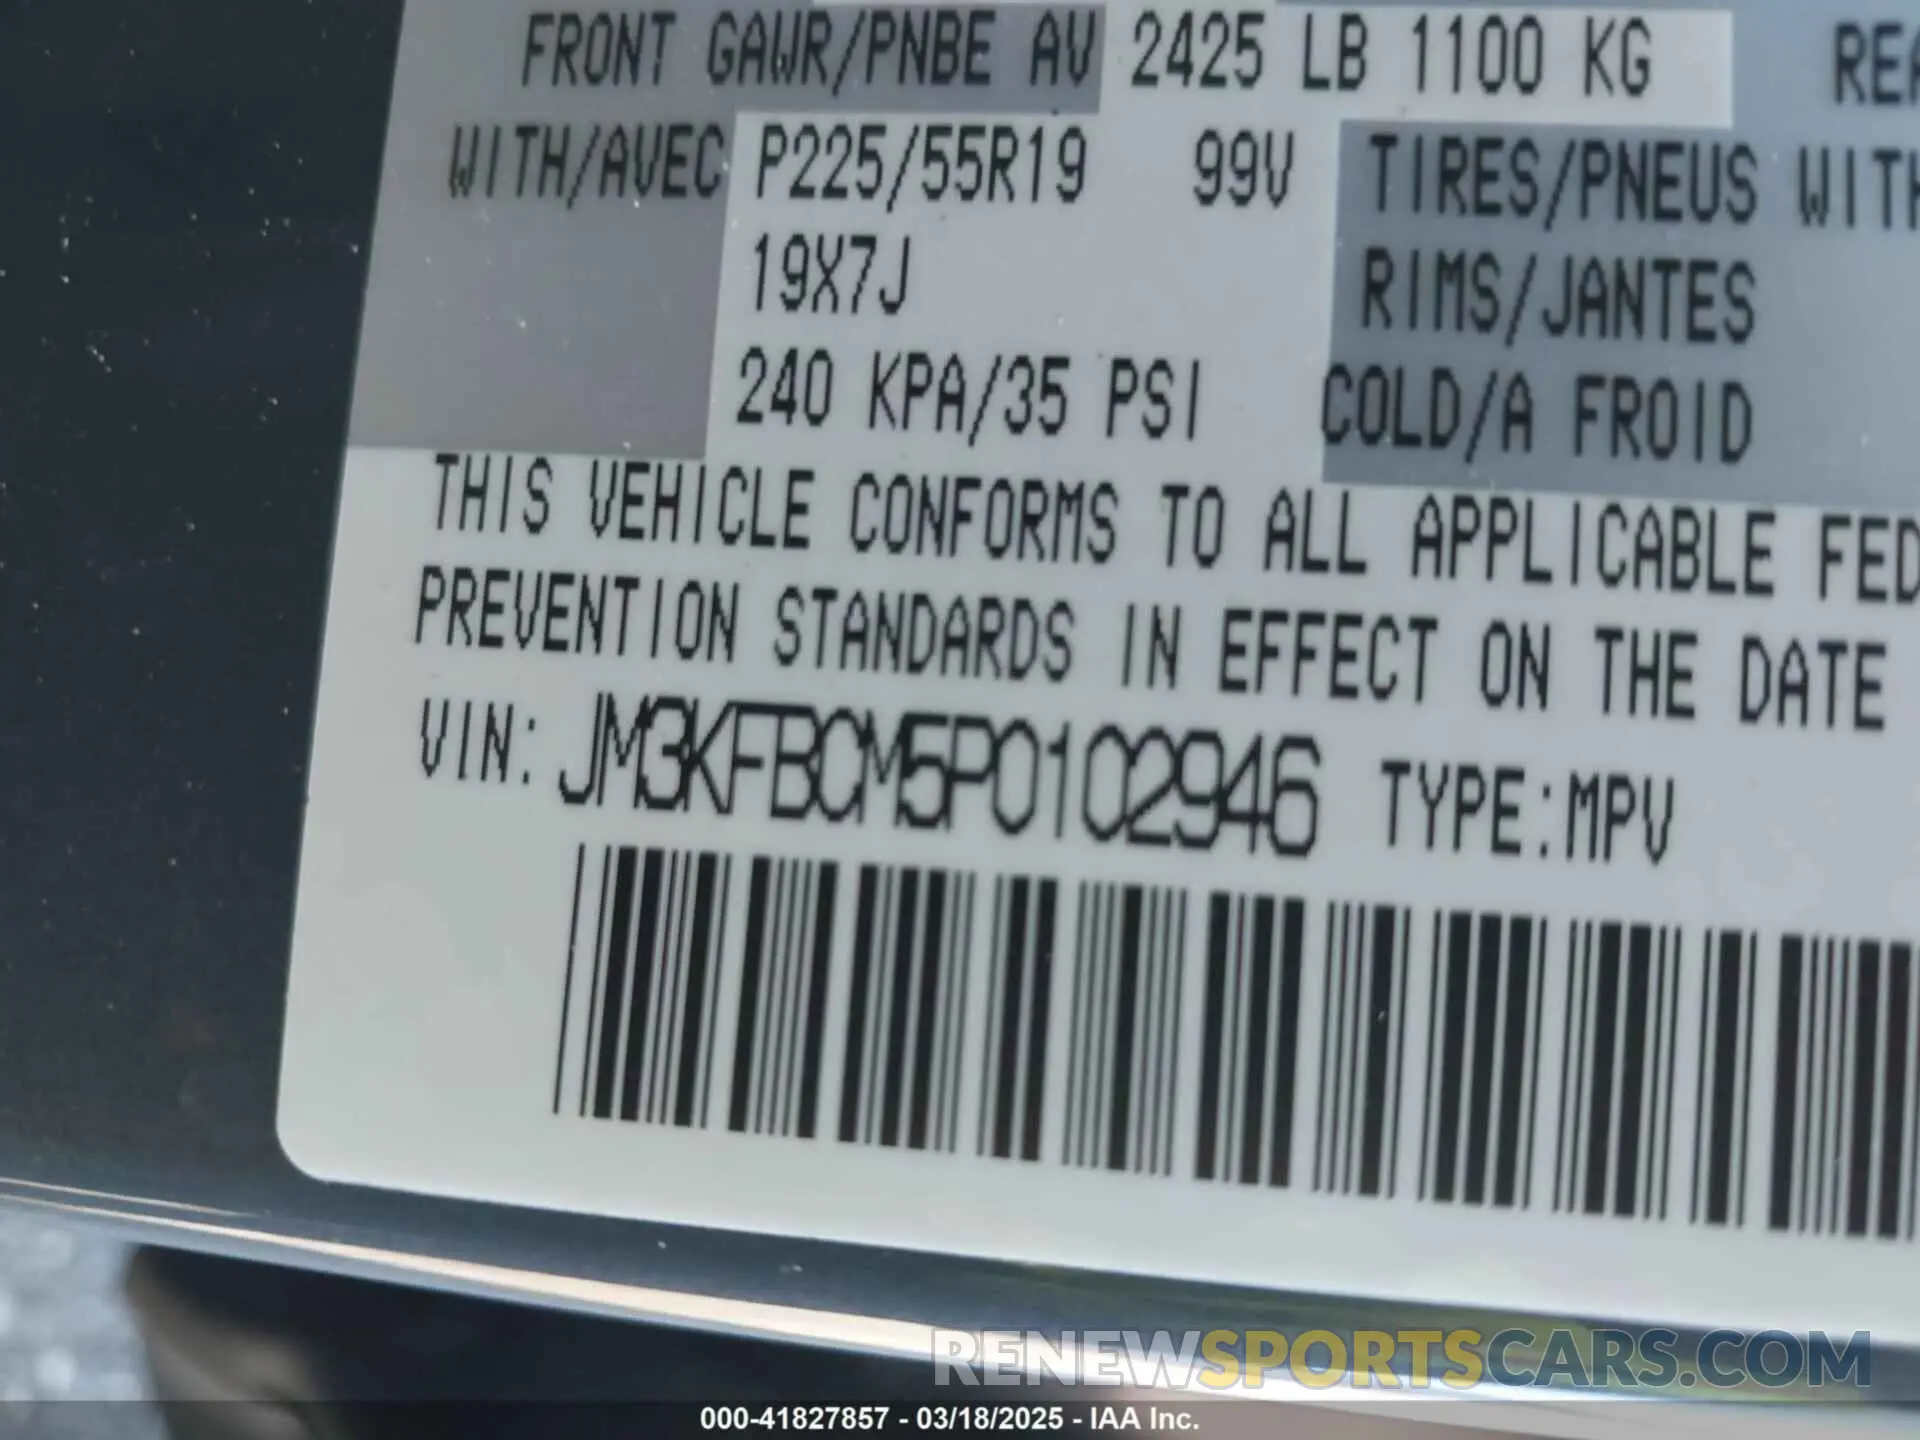 FRONT GAWR/PNBE AV 2425 LB 1100 KG
WITH/AVEC P225/55R19 99V TIRES/PNEUS WITH
19X7J RIMS/JANTES
240 KPA/35 PSI COLD/A FROID
THIS VEHICLE CONFORMS TO ALL APPLICABLE FED
PREVENTION STANDARDS IN EFFECT ON THE DATE
VIN: JM3KFBCM5P0102946 TYPE:MPV
RENEWSPORTSCARS.COM
000-41827857 - 03/18/2025 - IAA Inc.